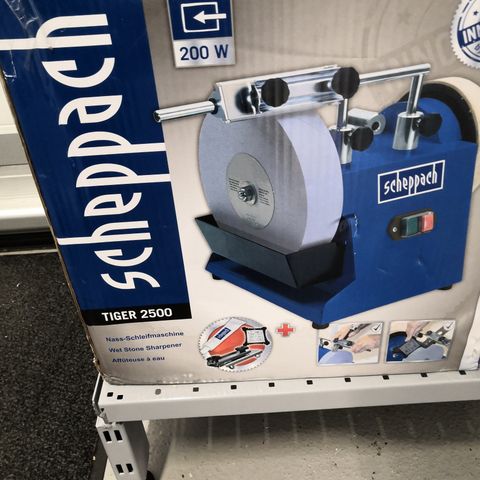 200 W
scheppach
scheppach
TIGER 2500
Nass-Schleifmaschine
Wet Stone Sharpener
Affûteuse à eau